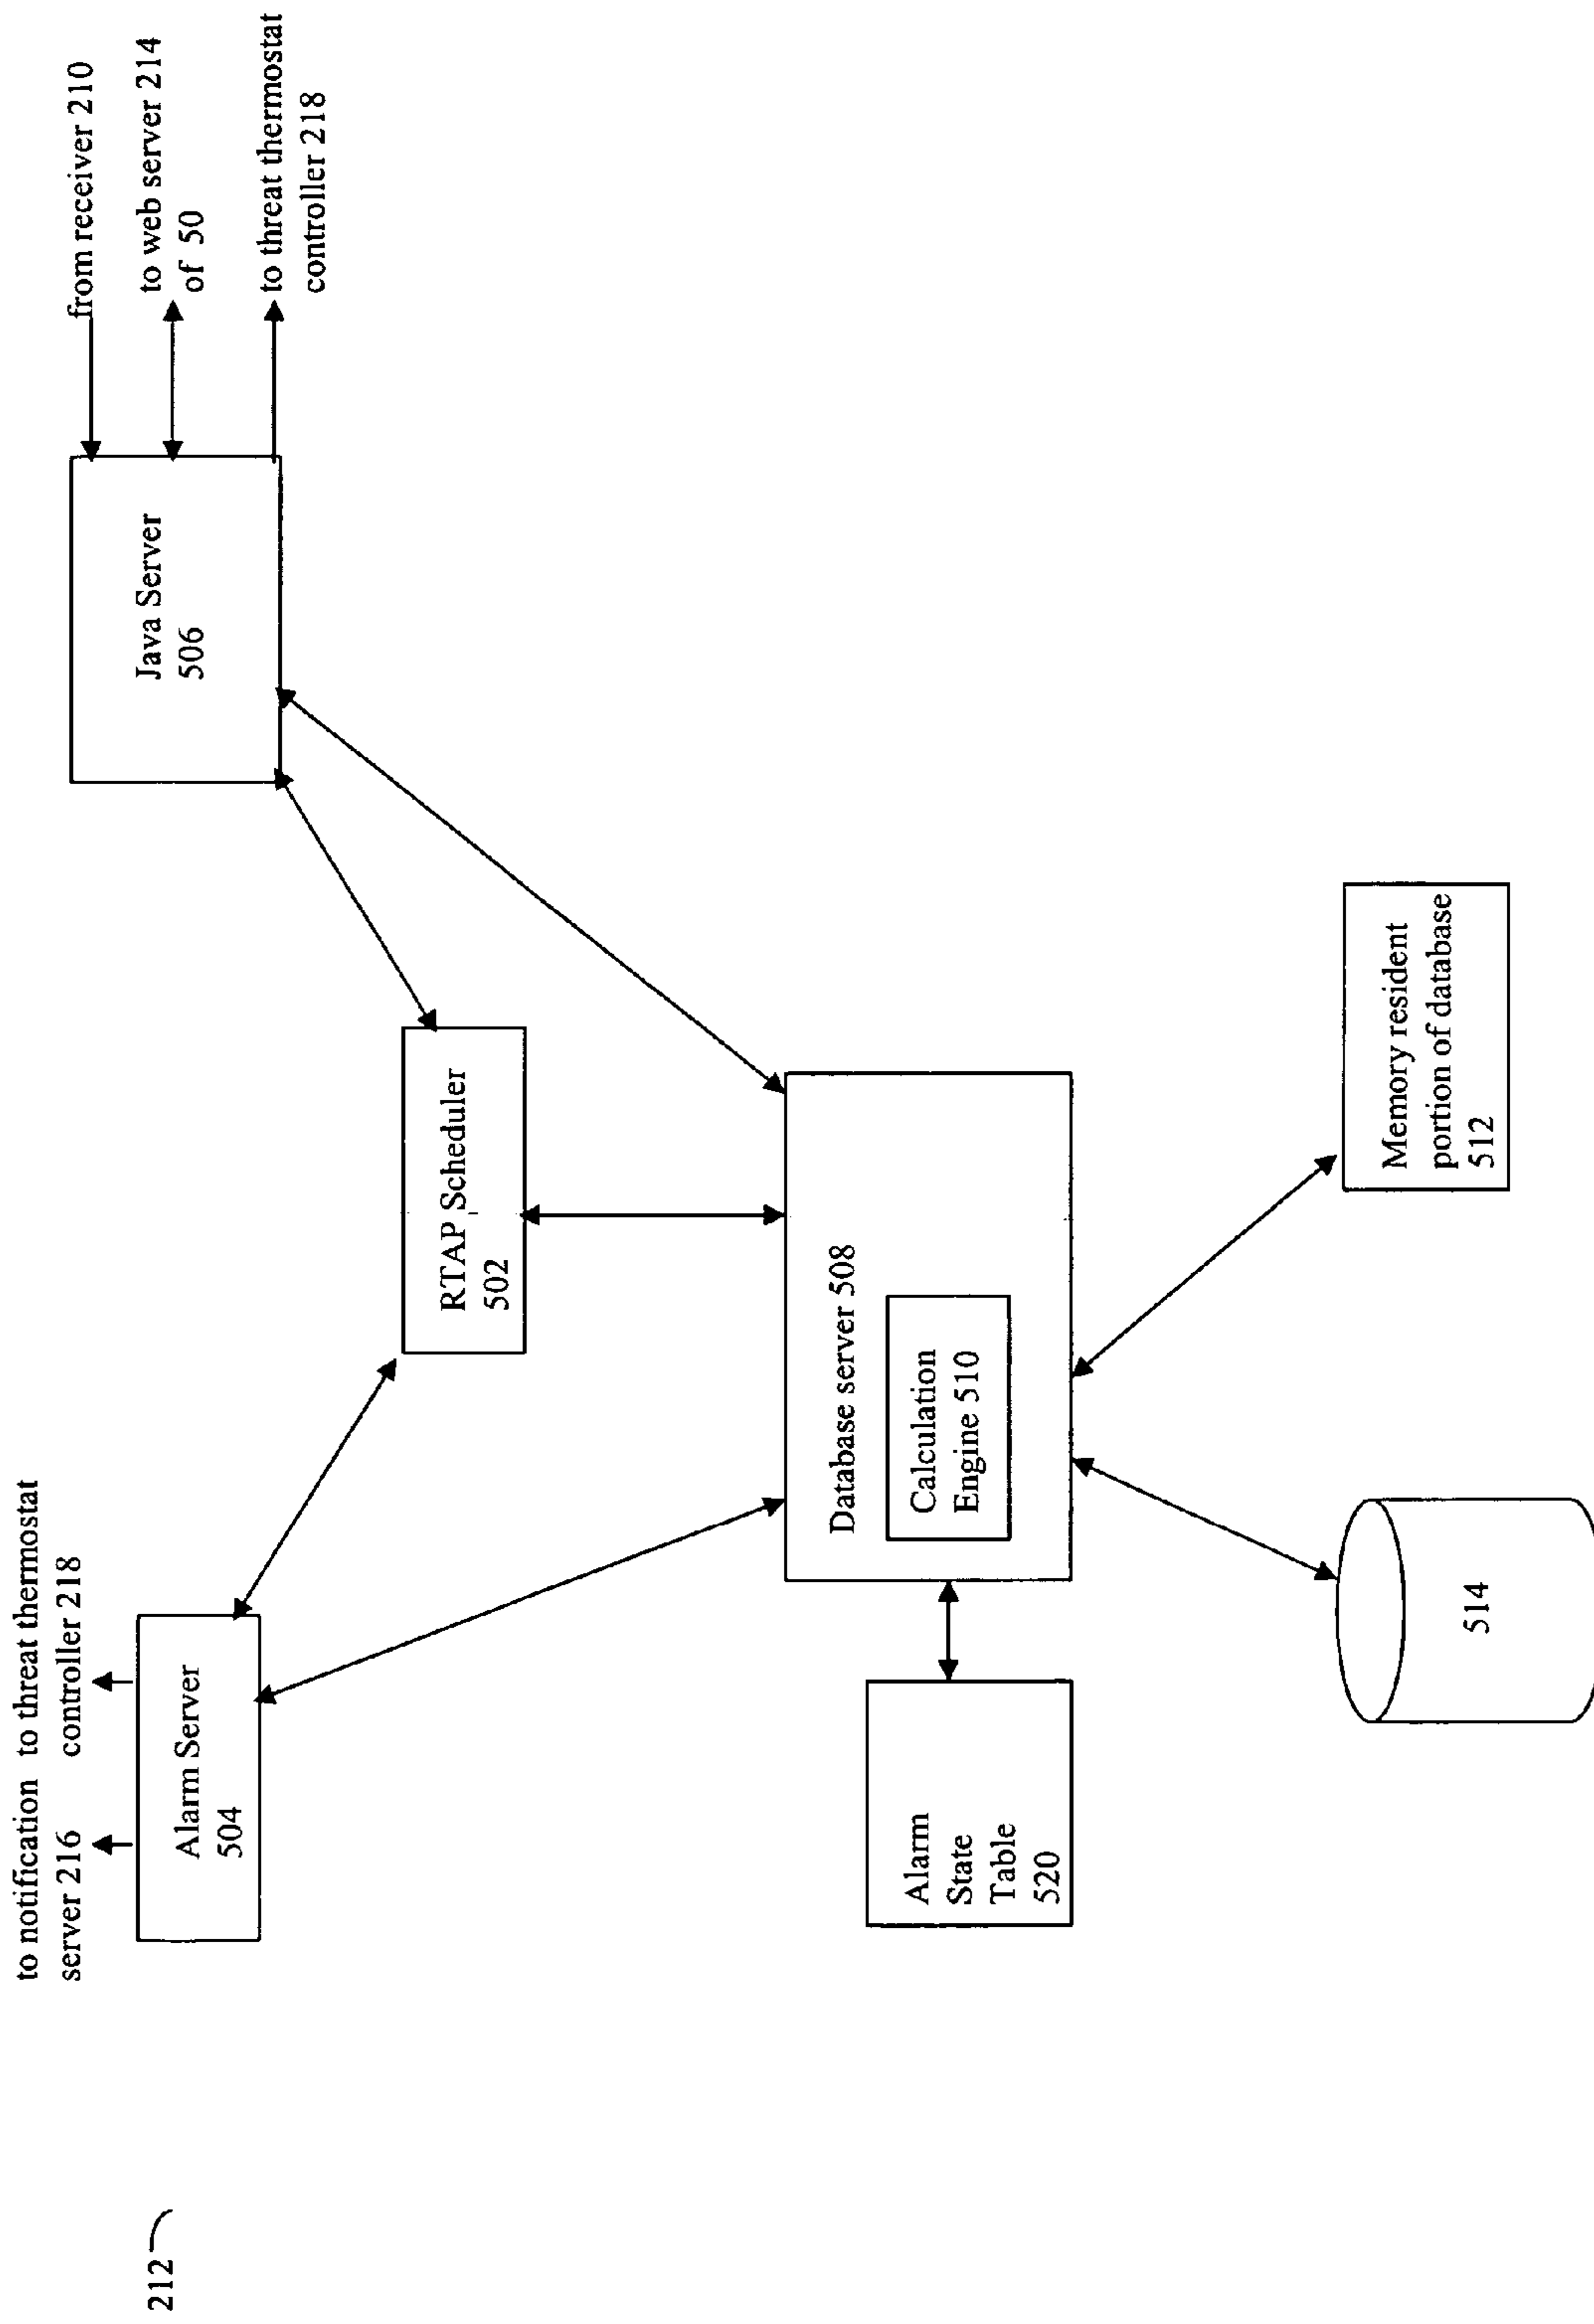 212
to notification to threat thermostat
server 216 controller 218
Alarm Server
504
RTAP Scheduler
502
Java Server
506
from receiver 210
to web server 214
of 50
to threat thermostat
controller 218
Database server 508
Calculation
Engine 510
Alarm
State
Table
520
514
Memory resident
portion of database
512